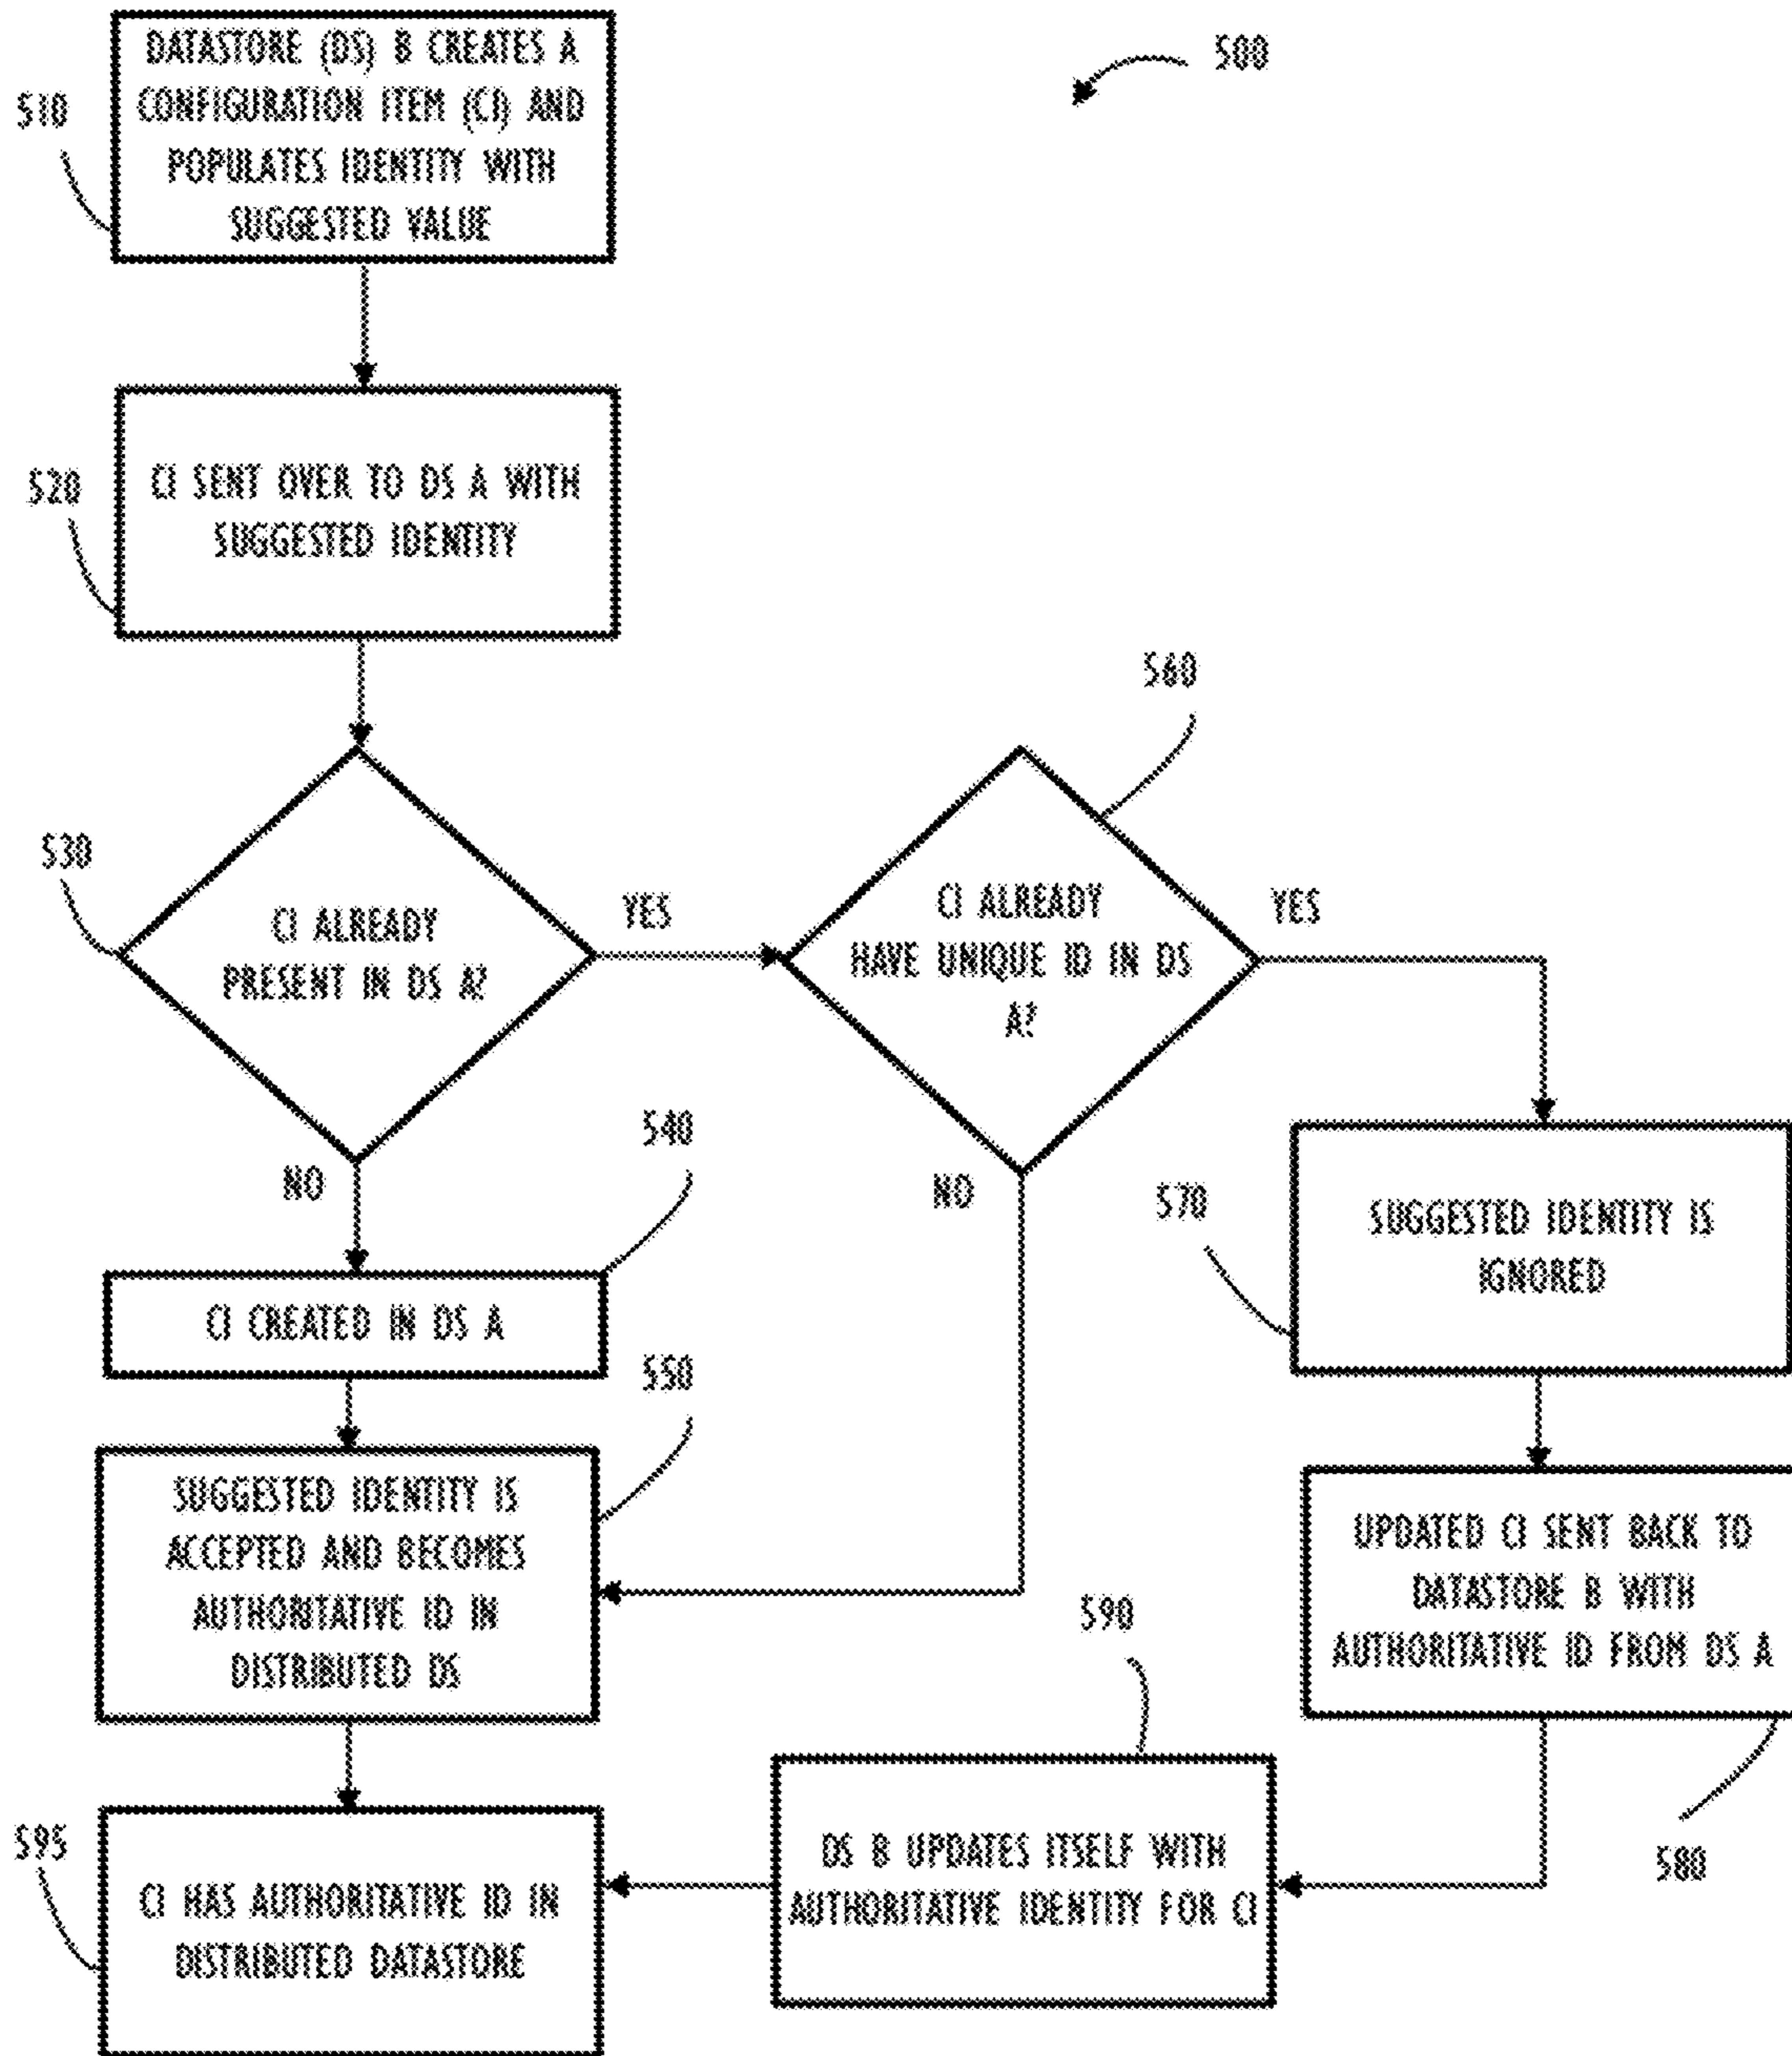 500
510
DATASTORE (DS) B CREATES A
CONFIGURATION ITEM (CI) AND
POPULATES IDENTITY WITH
SUGGESTED VALUE
520
CI SENT OVER TO DS A WITH
SUGGESTED IDENTITY
530
CI ALREADY
PRESENT IN DS A?
YES
NO
560
CI ALREADY
HAVE UNIQUE ID IN DS
A?
YES
NO
540
CI CREATED IN DS A
550
SUGGESTED IDENTITY IS
ACCEPTED AND BECOMES
AUTHORITATIVE ID IN
DISTRIBUTED DS
570
SUGGESTED IDENTITY IS
IGNORED
UPDATED CI SENT BACK TO
DATASTORE B WITH
AUTHORITATIVE ID FROM DS A
580
590
DS B UPDATES ITSELF WITH
AUTHORITATIVE IDENTITY FOR CI
595
CI HAS AUTHORITATIVE ID IN
DISTRIBUTED DATASTORE